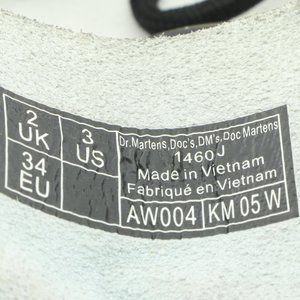 2 UK
3 US
34 EU
Dr.Martens,Doc's,DM's,Doc Martens
1460J
Made in Vietnam
Fabriqué en Vietnam
AW004
KM 05 W